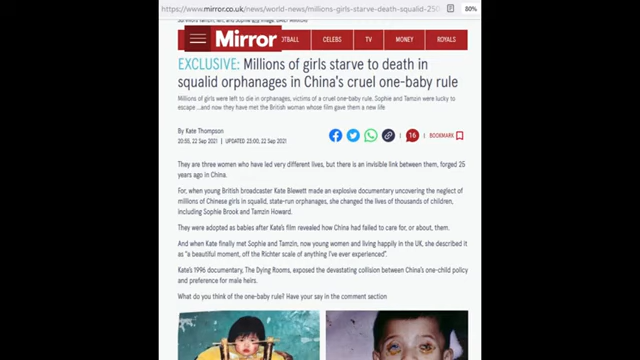 https://www.mirror.co.uk/news/world-news/millions-girls-starve-death-squalid-250
80%
Mirror
TBALL CELEBS TV MONEY ROYALS
EXCLUSIVE: Millions of girls starve to death in
squalid orphanages in China's cruel one-baby rule
Millions of girls were left to die in orphanages, victims of a cruel one-baby rule. Sophie and Tamzin were lucky to
escape... and now they have met the British woman whose film gave them a new life
By Kate Thompson
20:55, 22 Sep 2021 | UPDATED 23:00, 22 Sep 2021
16
BOOKMARK
They are three women who have led very different lives, but there is an invisible link between them, forged 25
years ago in China.
For, when young British broadcaster Kate Blewett made an explosive documentary uncovering the neglect of
millions of Chinese girls in squalid, state-run orphanages, she changed the lives of thousands of children,
including Sophie Brook and Tamzin Howard.
They were adopted as babies after Kate's film revealed how China had failed to care for, or about, them.
And when Kate finally met Sophie and Tamzin, now young women and living happily in the UK, she described it
as "a beautiful moment, off the Richter scale of anything I've ever experienced".
Kate's 1996 documentary, The Dying Rooms, exposed the devastating collision between China's one-child policy
and preference for male heirs.
What do you think of the one-baby rule? Have your say in the comment section